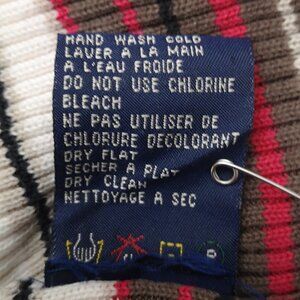 HAND WASH COLD
LAVER A LA MAIN
A L'EAU FROIDE
DO NOT USE CHLORINE
BLEACH
NE PAS UTILISER DE
CHLORURE DECOLORANT
DRY FLAT
SECHER A PLAT
DRY CLEAN
NETTOYAGE A SEC